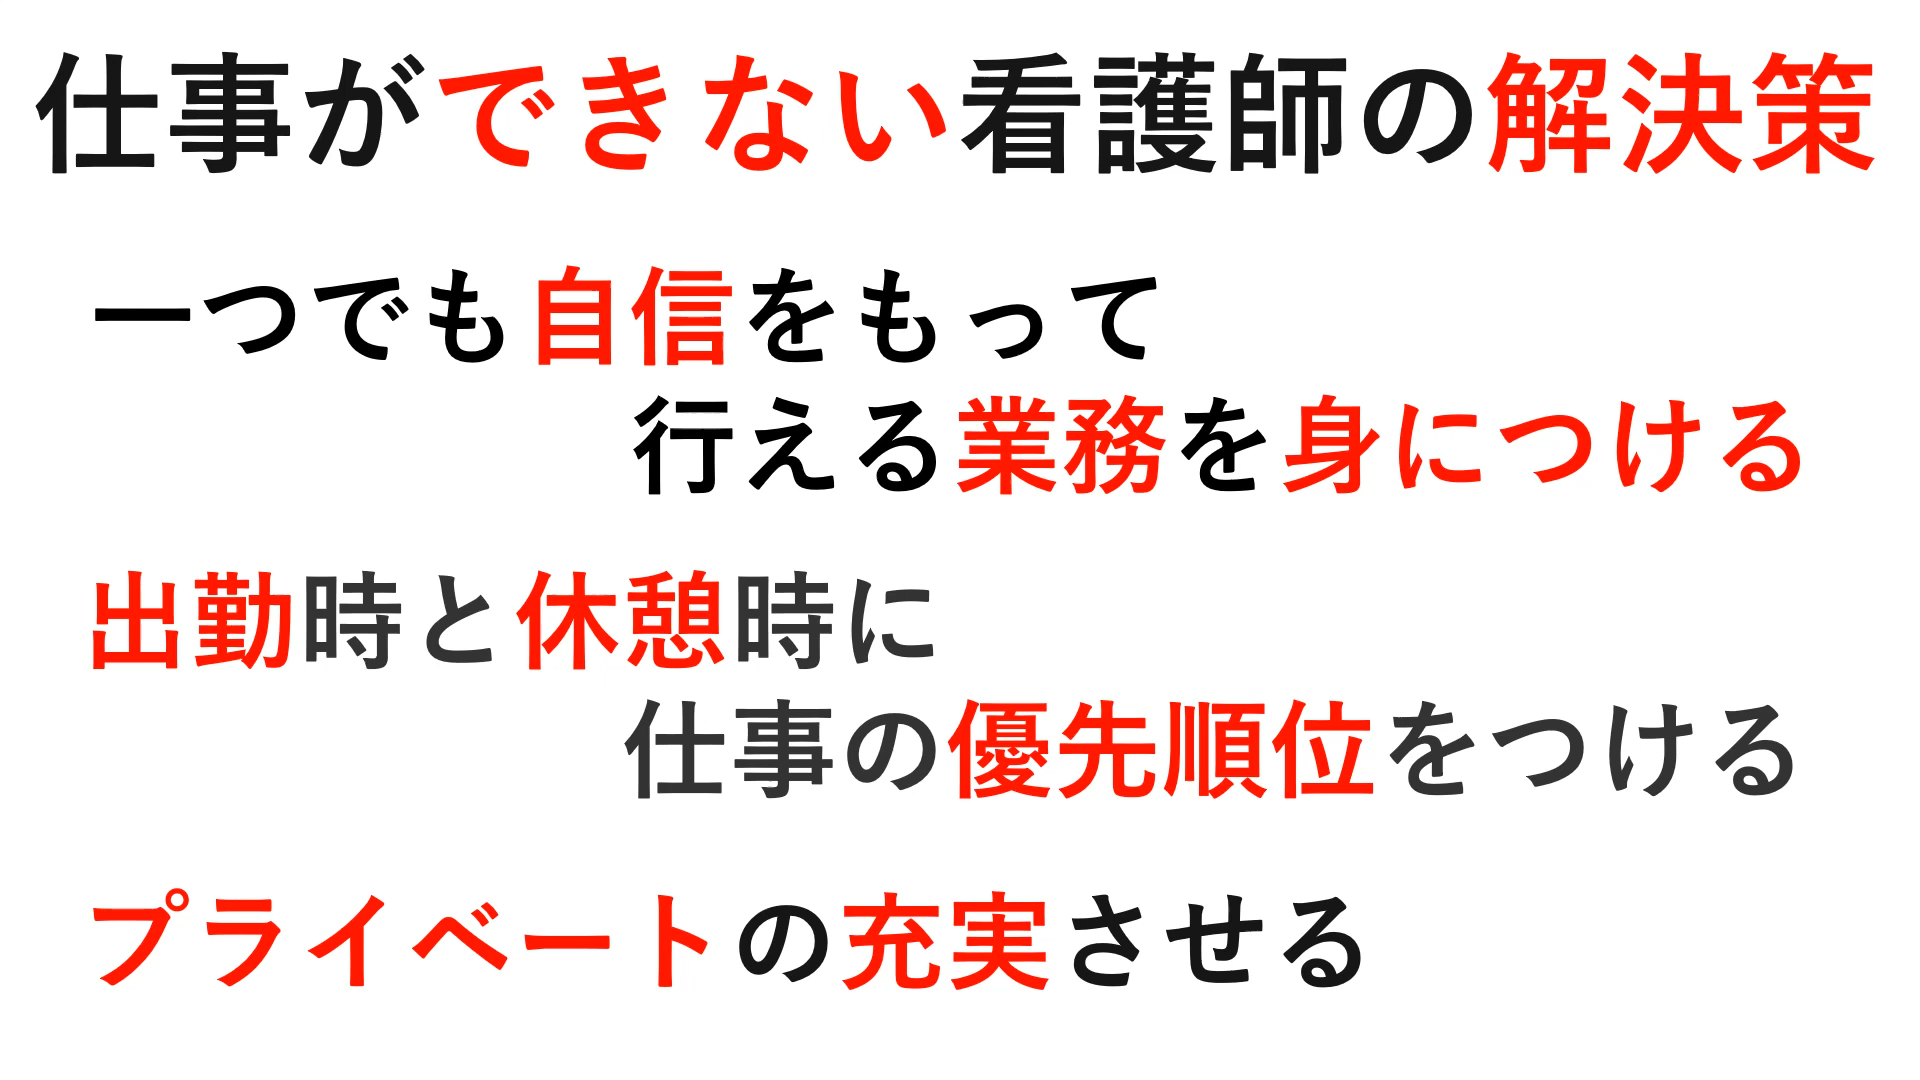 仕事ができない看護師の解決策
一つでも自信をもって
行える業務を身につける
出勤時と休憩時に
仕事の優先順位をつける
プライベートの充実させる